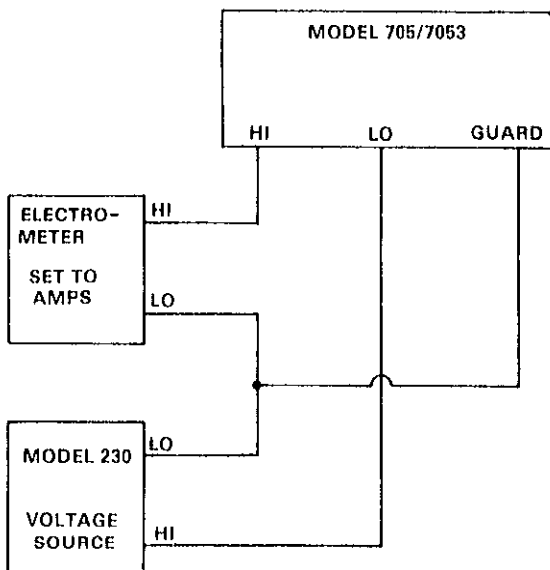 MODEL 705/7053
HI
LO
GUARD
ELECTRO-
METER
SET TO
AMPS
HI
LO
MODEL 230
VOLTAGE
SOURCE
LO
HI